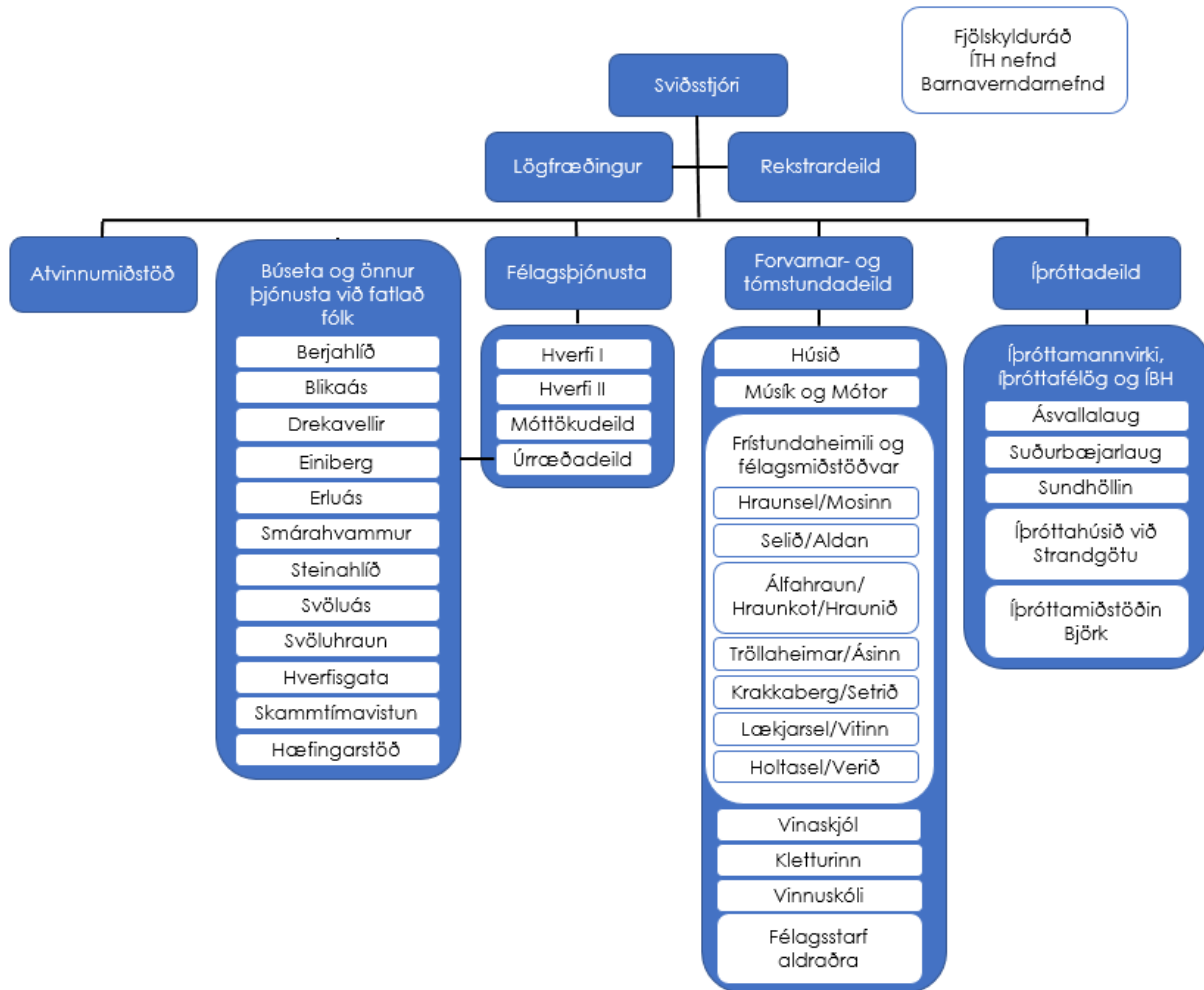 Fjölskylduráð
ÍTH nefnd
Barnaverndarnefnd
Sviðsstjóri
Lögfræðingur
Rekstrardeild
Atvinnumiðstöð
Búseta og önnur
þjónusta við fatlað
fólk
Berjahlíð
Blikaás
Drekavellir
Einiberg
Erluás
Smárahvammur
Steinahlíð
Svöluás
Svöluhraun
Hverfisgata
Skammtímavistun
Hæfingarstöð
Félagsþjónusta
Hverfi I
Hverfi II
Móttökudeild
Úrræðadeild
Forvarnar- og
tómstundadeild
Húsið
Músík og Mótor
Frístundaheimili og
félagsmiðstöðvar
Hraunsel/Mosinn
Selið/Aldan
Álfahraun/
Hraunkot/Hraunið
Tröllaheimar/Ásinn
Krakkaberg/Setrið
Lækjarsel/Vitinn
Holtasel/Verið
Vinaskjól
Kletturinn
Vinnuskóli
Félagsstarf
aldraðra
Íþróttadeild
Íþróttamannvirki,
íþróttafélög og ÍBH
Ásvallalaug
Suðurbæjarlaug
Sundhöllin
Íþróttahúsið við
Strandgötu
Íþróttamiðstöðin
Björk